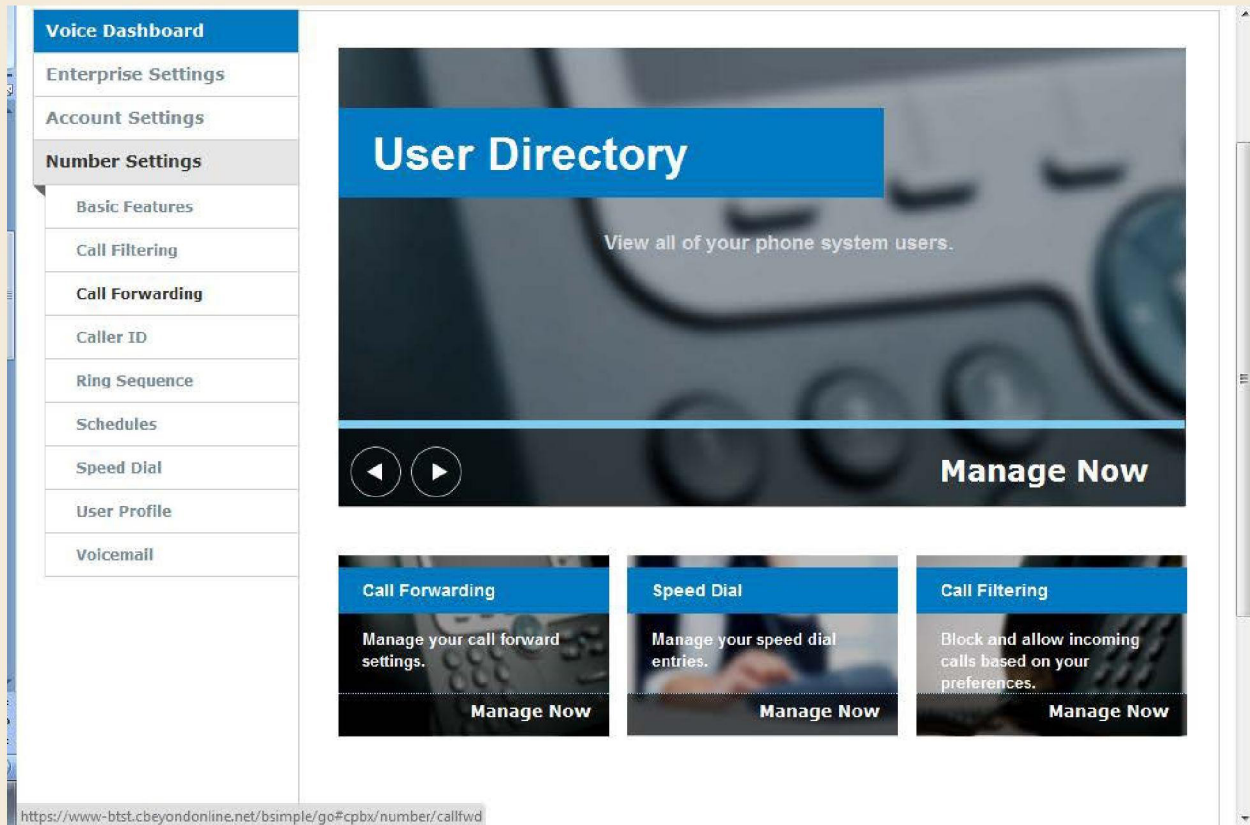 Voice Dashboard
Enterprise Settings
Account Settings
Number Settings
Basic Features
Call Filtering
Call Forwarding
Caller ID
Ring Sequence
Schedules
Speed Dial
User Profile
Voicemail
User Directory
View all of your phone system users.
Manage Now
Call Forwarding
Manage your call forward
settings.
Manage Now
Speed Dial
Manage your speed dial
entries.
Manage Now
Call Filtering
Block and allow incoming
calls based on your
preferences.
Manage Now
https://www-btst.cbeyondonline.net/bsimple/go#cpbx/number/callfwd